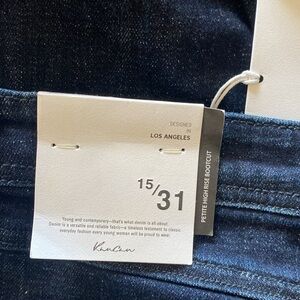 DESIGNED
IN
LOS ANGELES
15/31
PETITE HIGH RISE BOOTCUT
Young and contemporary—that's what denim is all about.
Denim is a versatile and reliable fabric—a timeless testament to classic
everyday fashion every young woman will be proud to wear.
KanCan